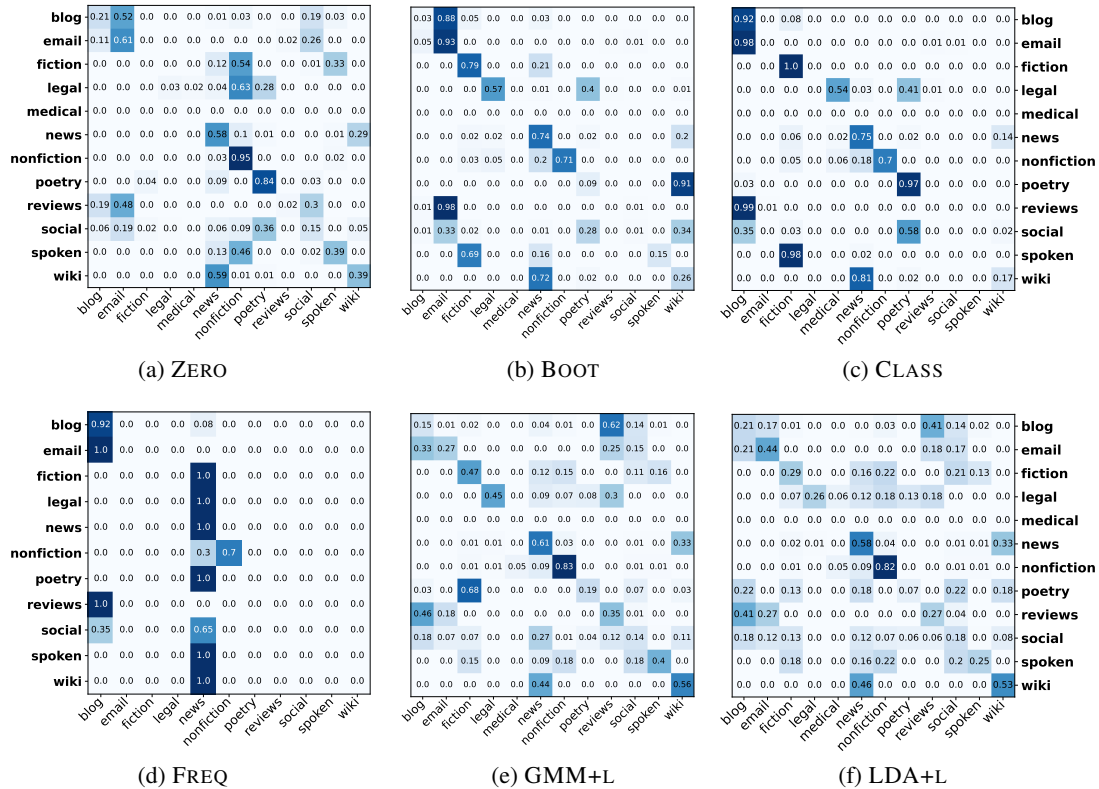 blog 0.21 0.52 0.0 0.0 0.0 0.01 0.03 0.0 0.0 0.19 0.03 0.0
email 0.11 0.61 0.0 0.0 0.0 0.0 0.0 0.0 0.02 0.26 0.0 0.0
fiction 0.0 0.0 0.0 0.0 0.0 0.12 0.54 0.0 0.0 0.01 0.33 0.0
legal 0.0 0.0 0.0 0.03 0.02 0.04 0.63 0.28 0.0 0.0 0.0 0.0
medical 0.0 0.0 0.0 0.0 0.0 0.0 0.0 0.0 0.0 0.0 0.0 0.0
news 0.0 0.0 0.0 0.0 0.0 0.58 0.1 0.01 0.0 0.0 0.01 0.29
nonfiction 0.0 0.0 0.0 0.0 0.0 0.03 0.95 0.0 0.0 0.0 0.02 0.0
poetry 0.0 0.0 0.04 0.0 0.0 0.09 0.0 0.84 0.0 0.03 0.0 0.0
reviews 0.19 0.48 0.0 0.0 0.0 0.0 0.0 0.0 0.02 0.3 0.0 0.0
social 0.06 0.19 0.02 0.0 0.0 0.06 0.09 0.36 0.0 0.15 0.0 0.05
spoken 0.0 0.0 0.0 0.0 0.0 0.13 0.46 0.0 0.0 0.02 0.39 0.0
wiki 0.0 0.0 0.0 0.0 0.0 0.59 0.01 0.01 0.0 0.0 0.0 0.39
blog email fiction legal medical news nonfiction poetry reviews social spoken wiki
(a) ZERO
0.03 0.88 0.05 0.0 0.0 0.03 0.01 0.0 0.0 0.0 0.0 0.0
0.05 0.93 0.0 0.0 0.0 0.0 0.0 0.0 0.0 0.01 0.0 0.0
0.0 0.0 0.79 0.0 0.0 0.21 0.0 0.0 0.0 0.0 0.0 0.0
0.0 0.0 0.0 0.57 0.0 0.01 0.0 0.4 0.0 0.01 0.0 0.0
0.0 0.0 0.0 0.0 0.0 0.0 0.0 0.0 0.0 0.0 0.0 0.0
0.0 0.0 0.02 0.02 0.0 0.74 0.0 0.02 0.0 0.0 0.0 0.2
0.0 0.0 0.03 0.05 0.0 0.2 0.71 0.0 0.0 0.0 0.0 0.0
0.0 0.0 0.0 0.0 0.0 0.0 0.0 0.09 0.0 0.0 0.0 0.91
0.01 0.98 0.0 0.0 0.0 0.0 0.0 0.0 0.0 0.0 0.0 0.0
0.01 0.33 0.02 0.0 0.0 0.01 0.0 0.28 0.0 0.01 0.0 0.34
0.0 0.0 0.69 0.0 0.0 0.16 0.0 0.0 0.0 0.0 0.15 0.0
0.0 0.0 0.0 0.0 0.0 0.72 0.0 0.02 0.0 0.0 0.0 0.26
blog email fiction legal medical news nonfiction poetry reviews social spoken wiki
(b) BOOT
0.92 0.0 0.08 0.0 0.0 0.0 0.0 0.0 0.0 0.0 0.0 0.0 blog
0.98 0.0 0.0 0.0 0.0 0.0 0.0 0.0 0.01 0.01 0.0 0.0 email
0.0 0.0 1.0 0.0 0.0 0.0 0.0 0.0 0.0 0.0 0.0 0.0 fiction
0.0 0.0 0.0 0.0 0.54 0.03 0.0 0.41 0.01 0.0 0.0 0.0 legal
0.0 0.0 0.0 0.0 0.0 0.0 0.0 0.0 0.0 0.0 0.0 0.0 medical
0.0 0.0 0.06 0.0 0.02 0.75 0.0 0.02 0.0 0.0 0.0 0.14 news
0.0 0.0 0.05 0.0 0.06 0.18 0.7 0.0 0.0 0.0 0.0 0.0 nonfiction
0.03 0.0 0.0 0.0 0.0 0.0 0.0 0.97 0.0 0.0 0.0 0.0 poetry
0.99 0.01 0.0 0.0 0.0 0.0 0.0 0.0 0.0 0.0 0.0 0.0 reviews
0.35 0.0 0.03 0.0 0.0 0.0 0.0 0.58 0.0 0.0 0.0 0.02 social
0.0 0.0 0.98 0.0 0.0 0.02 0.0 0.0 0.0 0.0 0.0 0.0 spoken
0.0 0.0 0.0 0.0 0.0 0.81 0.0 0.02 0.0 0.0 0.0 0.17 wiki
blog email fiction legal medical news nonfiction poetry reviews social spoken wiki
(c) CLASS
blog 0.92 0.0 0.0 0.0 0.08 0.0 0.0 0.0 0.0 0.0 0.0
email 1.0 0.0 0.0 0.0 0.0 0.0 0.0 0.0 0.0 0.0 0.0
fiction 0.0 0.0 0.0 0.0 1.0 0.0 0.0 0.0 0.0 0.0 0.0
legal 0.0 0.0 0.0 0.0 1.0 0.0 0.0 0.0 0.0 0.0 0.0
news 0.0 0.0 0.0 0.0 1.0 0.0 0.0 0.0 0.0 0.0 0.0
nonfiction 0.0 0.0 0.0 0.0 0.3 0.7 0.0 0.0 0.0 0.0 0.0
poetry 0.0 0.0 0.0 0.0 1.0 0.0 0.0 0.0 0.0 0.0 0.0
reviews 1.0 0.0 0.0 0.0 0.0 0.0 0.0 0.0 0.0 0.0 0.0
social 0.35 0.0 0.0 0.0 0.65 0.0 0.0 0.0 0.0 0.0 0.0
spoken 0.0 0.0 0.0 0.0 1.0 0.0 0.0 0.0 0.0 0.0 0.0
wiki 0.0 0.0 0.0 0.0 1.0 0.0 0.0 0.0 0.0 0.0 0.0
blog email fiction legal news nonfiction poetry reviews social spoken wiki
(d) FREQ
0.15 0.01 0.02 0.0 0.0 0.04 0.01 0.0 0.62 0.14 0.01 0.0
0.33 0.27 0.0 0.0 0.0 0.0 0.0 0.0 0.25 0.15 0.0 0.0
0.0 0.0 0.47 0.0 0.0 0.12 0.15 0.0 0.0 0.11 0.16 0.0
0.0 0.0 0.0 0.45 0.0 0.09 0.07 0.08 0.3 0.0 0.0 0.0
0.0 0.0 0.0 0.0 0.0 0.0 0.0 0.0 0.0 0.0 0.0 0.0
0.0 0.0 0.01 0.01 0.0 0.61 0.03 0.0 0.0 0.01 0.0 0.33
0.0 0.0 0.01 0.0 0.05 0.09 0.83 0.0 0.0 0.0 0.0 0.0
0.03 0.0 0.68 0.0 0.0 0.0 0.0 0.19 0.0 0.07 0.0 0.03
0.46 0.18 0.0 0.0 0.0 0.0 0.0 0.0 0.35 0.0 0.0 0.0
0.18 0.07 0.07 0.0 0.0 0.27 0.01 0.04 0.12 0.14 0.0 0.11
0.0 0.0 0.15 0.0 0.0 0.09 0.18 0.0 0.0 0.18 0.4 0.0
0.0 0.0 0.0 0.0 0.0 0.44 0.0 0.0 0.0 0.0 0.0 0.56
blog email fiction legal medical news nonfiction poetry reviews social spoken wiki
(e) GMM+L
0.21 0.17 0.01 0.0 0.0 0.0 0.03 0.0 0.41 0.14 0.02 0.0 blog
0.21 0.44 0.0 0.0 0.0 0.0 0.0 0.0 0.18 0.17 0.0 0.0 email
0.0 0.0 0.29 0.0 0.0 0.16 0.22 0.0 0.0 0.21 0.13 0.0 fiction
0.0 0.0 0.07 0.26 0.06 0.12 0.18 0.13 0.18 0.0 0.0 0.0 legal
0.0 0.0 0.0 0.0 0.0 0.0 0.0 0.0 0.0 0.0 0.0 0.0 medical
0.0 0.0 0.02 0.01 0.0 0.58 0.04 0.0 0.0 0.01 0.0 0.33 news
0.0 0.0 0.03 0.0 0.05 0.09 0.82 0.0 0.0 0.0 0.0 0.0 nonfiction
0.22 0.0 0.13 0.0 0.0 0.18 0.0 0.07 0.0 0.22 0.0 0.18 poetry
0.41 0.27 0.0 0.0 0.0 0.0 0.0 0.0 0.27 0.04 0.0 0.0 reviews
0.18 0.12 0.13 0.0 0.0 0.12 0.07 0.06 0.06 0.18 0.0 0.08 social
0.0 0.0 0.18 0.0 0.0 0.16 0.22 0.0 0.0 0.2 0.25 0.0 spoken
0.0 0.0 0.0 0.0 0.0 0.46 0.0 0.0 0.0 0.0 0.0 0.53 wiki
blog email fiction legal medical news nonfiction poetry reviews social spoken wiki
(f) LDA+L